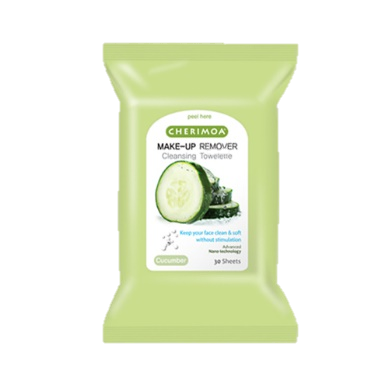 peel here
CHERIMOA
MAKE-UP REMOVER
Cleansing Towelette
Keep your face clean & soft
without stimulation
Advanced
Nano technology
Cucumber
30 Sheets